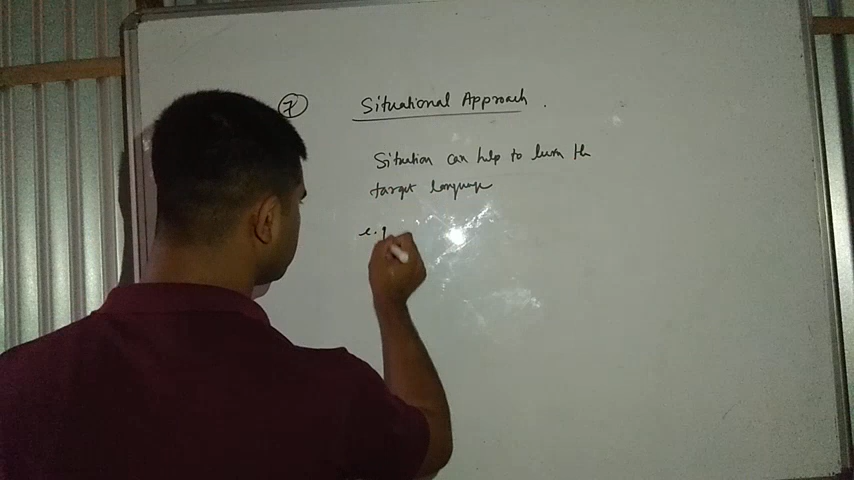 7 Situational Approach.
Situation can help to learn the
target language
e.g